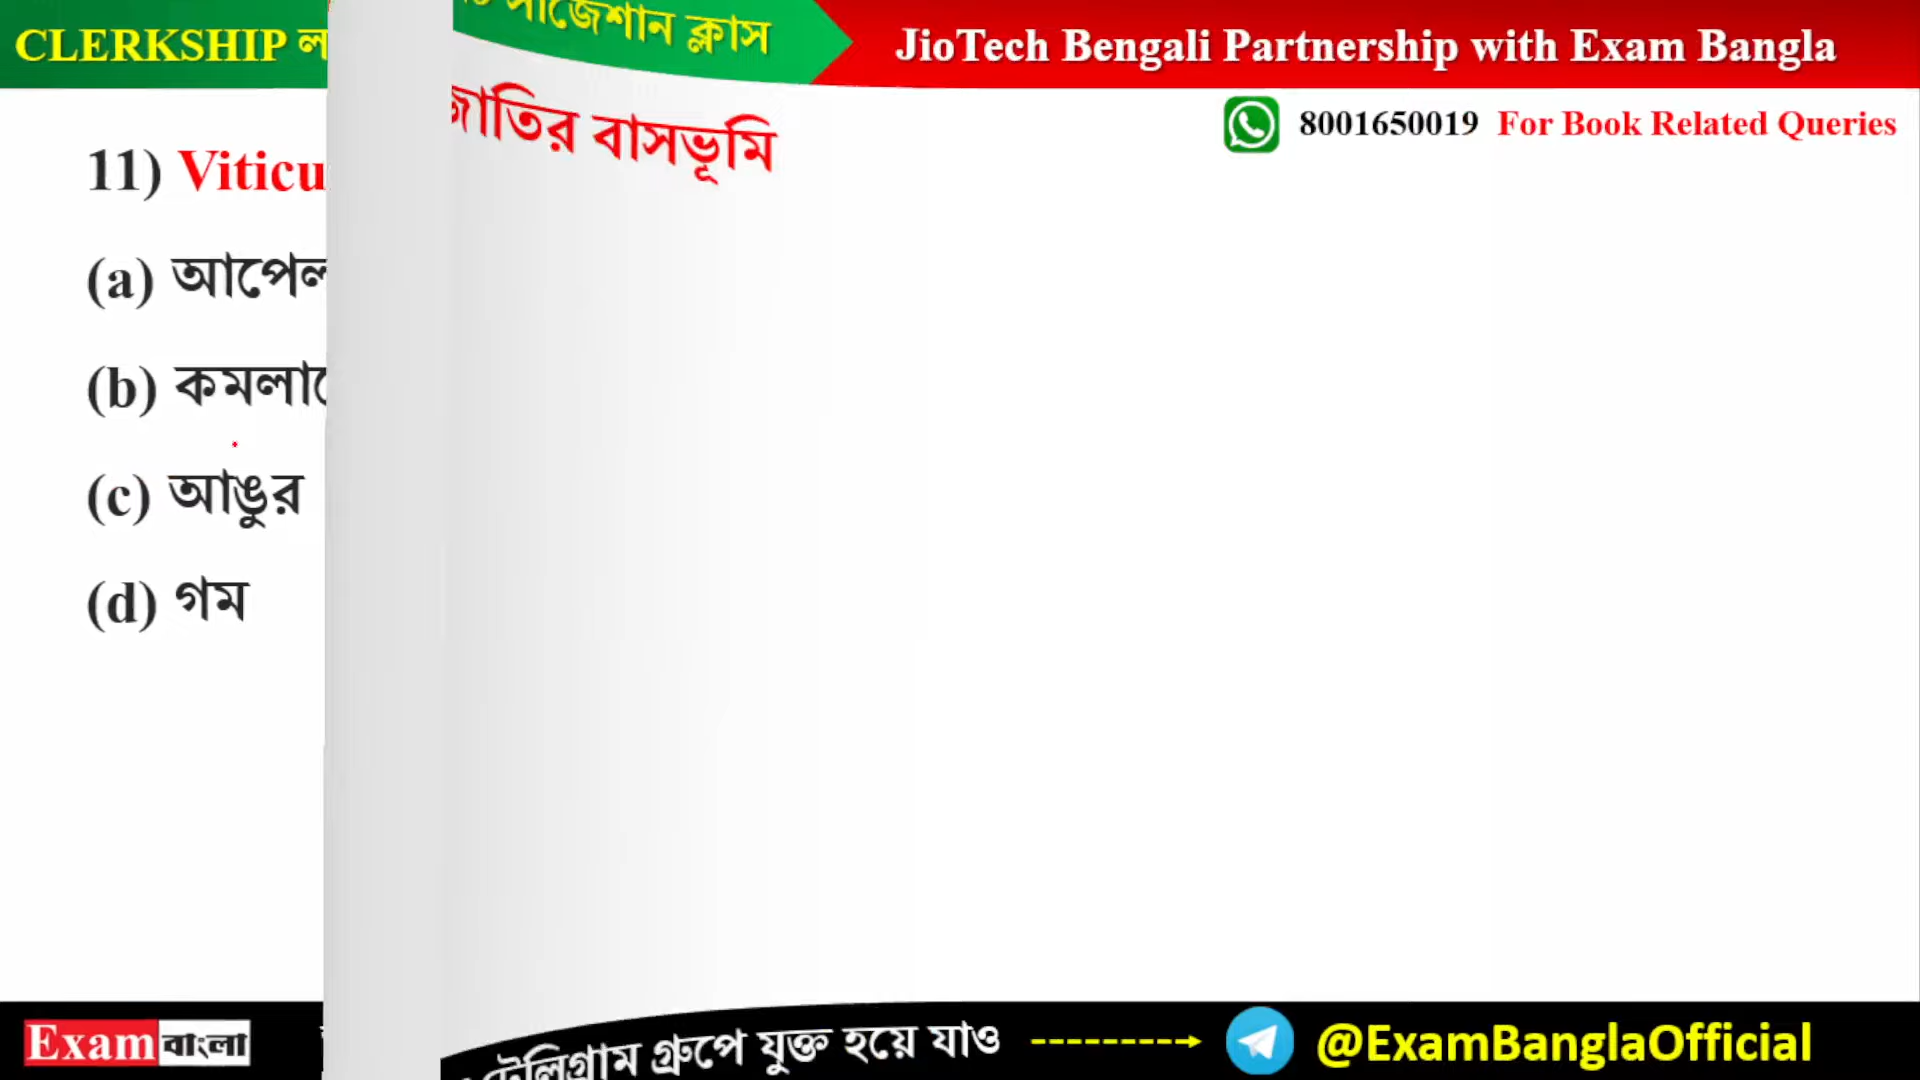 CLERKSHIP
সাজেশান ক্লাস
JioTech Bengali Partnership with Exam Bangla
8001650019 For Book Related Queries
জাতির বাসভূমি
11) Viticu
(a) আপেল
(b) কমলা
(c) আঙুর
(d) গম
Exam বাংলা
টেলিগ্রাম গ্রুপে যুক্ত হয়ে যাও
@ExamBanglaOfficial